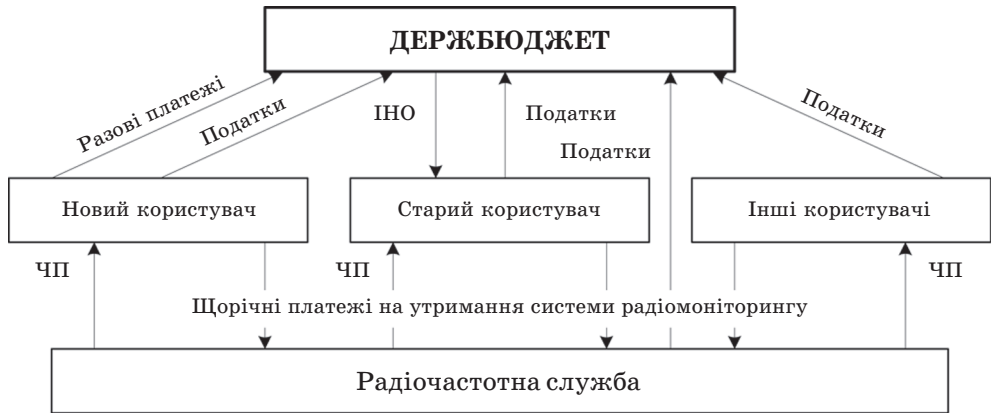 ДЕРЖБЮДЖЕТ
Разові платежі
Податки
ІНО
Податки
Податки
Податки
Новий користувач
Старий користувач
Інші користувачі
ЧП
ЧП
ЧП
Щорічні платежі на утримання системи радіомоніторингу
Радіочастотна служба